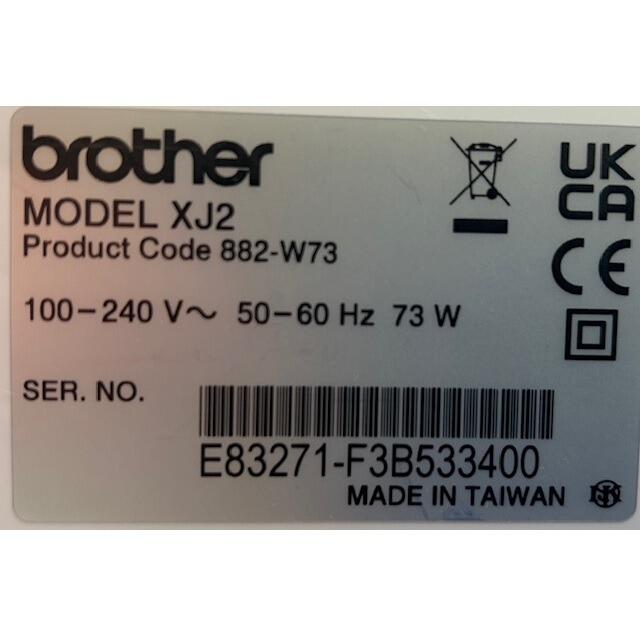 brother
UK
CA
MODEL XJ2
Product Code 882-W73
CE
100-240 V~ 50-60 Hz 73 W
SER. NO.
E83271-F3B533400
MADE IN TAIWAN